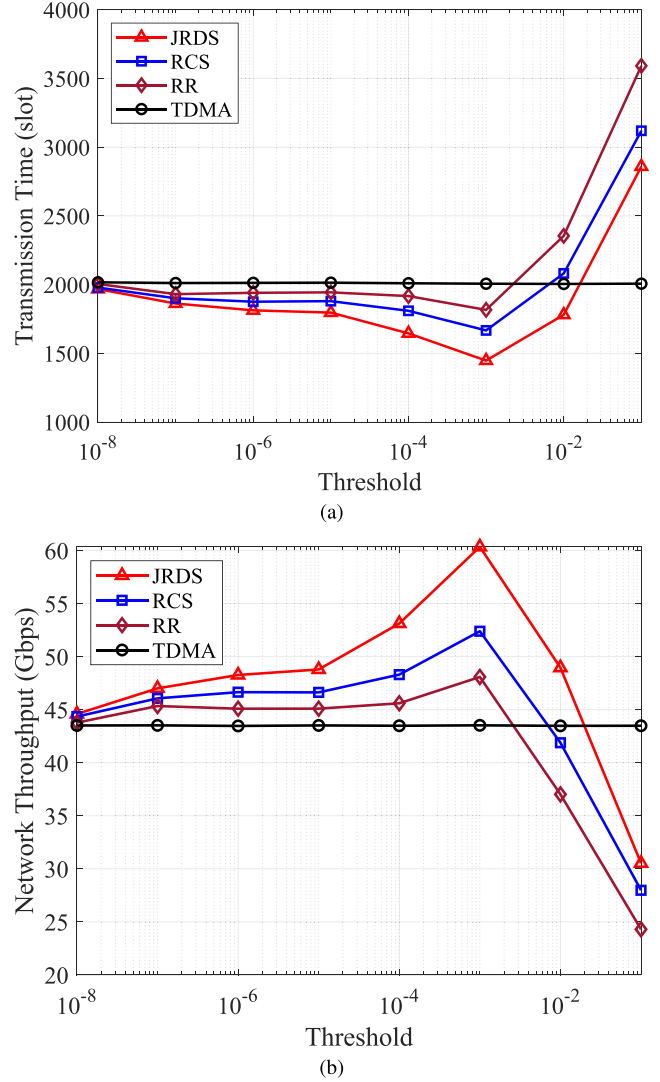 4000
3500
3000
2500
2000
1500
1000
Transmission Time (slot)
JRDS
RCS
RR
TDMA
10^-8
10^-6
10^-4
10^-2
Threshold
(a)
60
55
50
45
40
35
30
25
20
Network Throughput (Gbps)
JRDS
RCS
RR
TDMA
10^-8
10^-6
10^-4
10^-2
Threshold
(b)